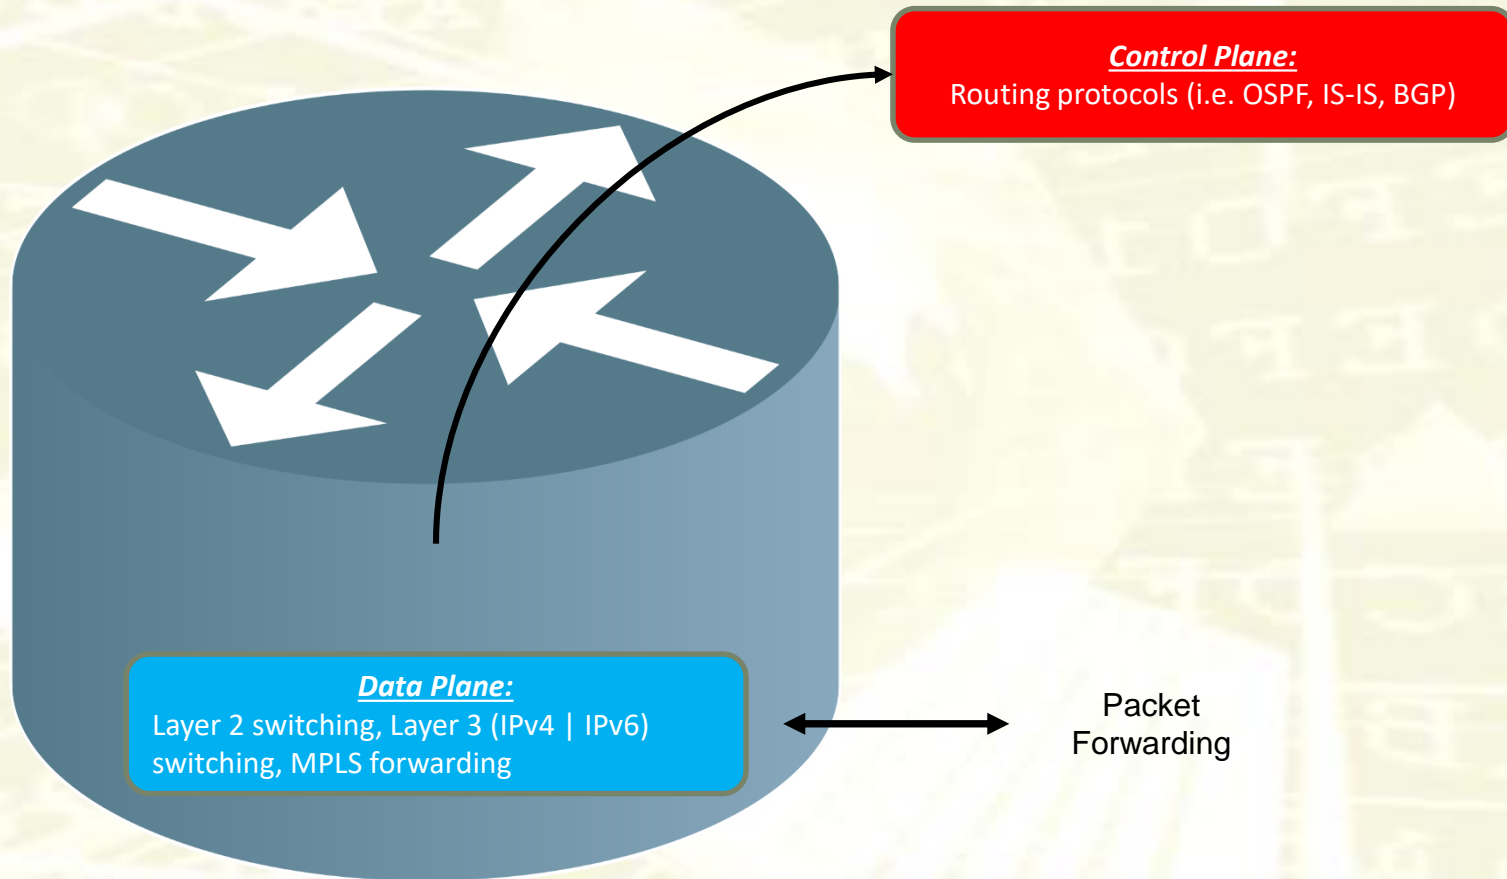 Control Plane:
Routing protocols (i.e. OSPF, IS-IS, BGP)
Data Plane:
Layer 2 switching, Layer 3 (IPv4 | IPv6)
switching, MPLS forwarding
Packet
Forwarding